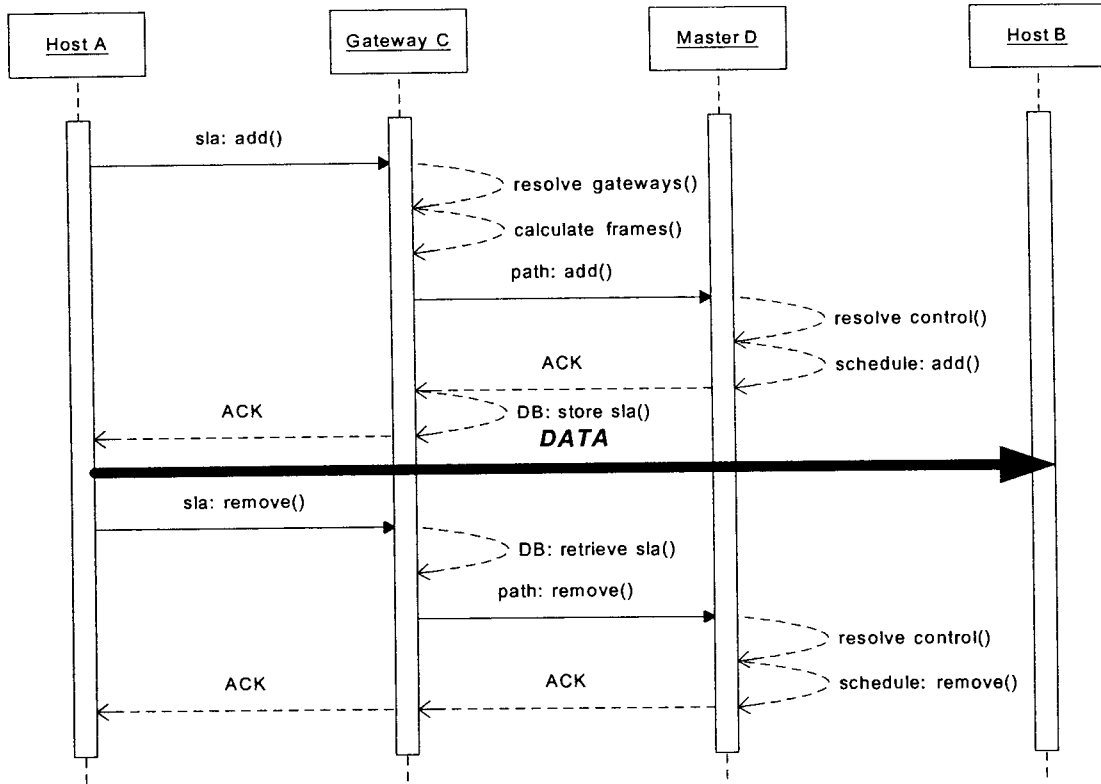 Host A
Gateway C
Master D
Host B
sla: add()
resolve gateways()
calculate frames()
path: add()
resolve control()
schedule: add()
ACK
DB: store sla()
ACK
DATA
sla: remove()
DB: retrieve sla()
path: remove()
resolve control()
schedule: remove()
ACK
ACK